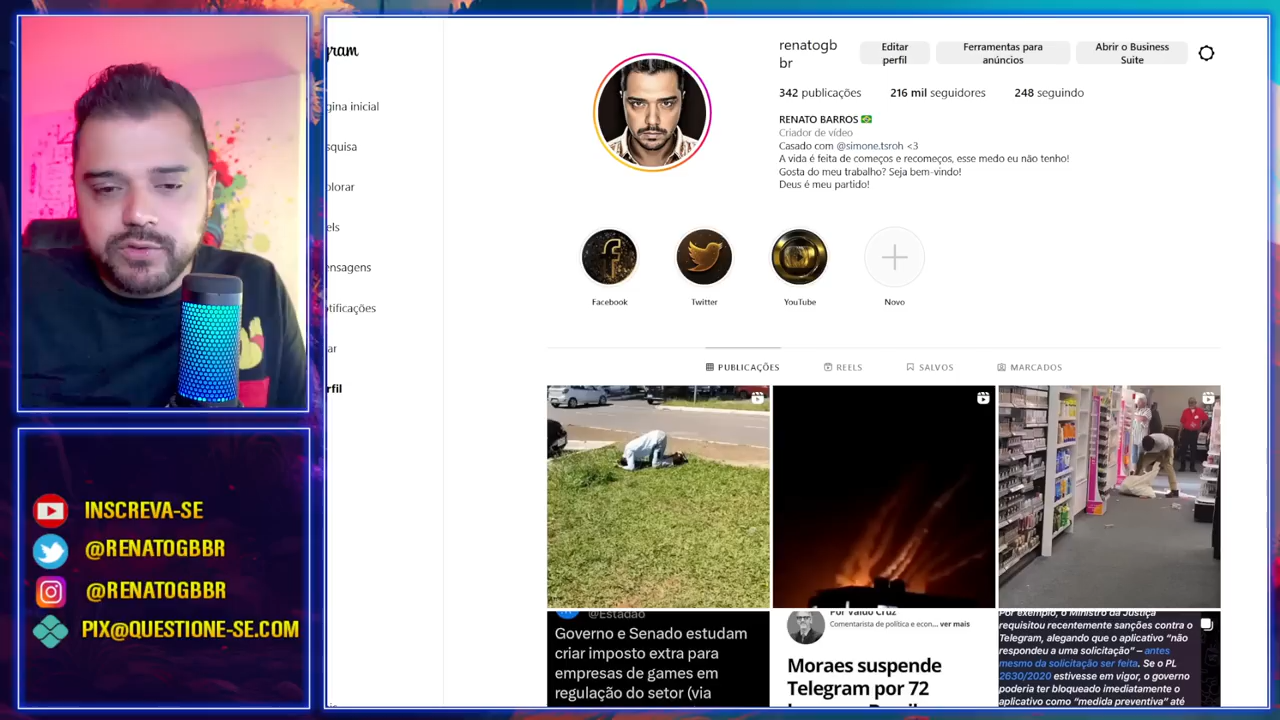 gram
gina inicial
squisa
plorar
els
ensagens
otificações
ar
rfil
renatogb
br
Editar
perfil
Ferramentas para
anúncios
Abrir o Business
Suite
342 publicações
216 mil seguidores
248 seguindo
RENATO BARROS 🇧🇷
Criador de vídeo
Casado com @simone.tsroh <3
A vida é feita de começos e recomeços, esse medo eu não tenho!
Gosta do meu trabalho? Seja bem-vindo!
Deus é meu partido!
Facebook
Twitter
YouTube
Novo
PUBLICAÇÕES
REELS
SALVOS
MARCADOS
@Estadao
Governo e Senado estudam
criar imposto extra para
empresas de games em
regulação do setor (via
Por Valdo Cruz
Comentarista de política e econ... ver mais
Moraes suspende
Telegram por 72
Por exemplo, o Ministro da Justiça
requisitou recentemente sanções contra o
Telegram, alegando que o aplicativo “não
respondeu a uma solicitação” – antes
mesmo da solicitação ser feita. Se o PL
2630/2020 estivesse em vigor, o governo
poderia ter bloqueado imediatamente o
aplicativo como “medida preventiva” até
INSCREVA-SE
@RENATOGBBR
@RENATOGBBR
PIX@QUESTIONE-SE.COM